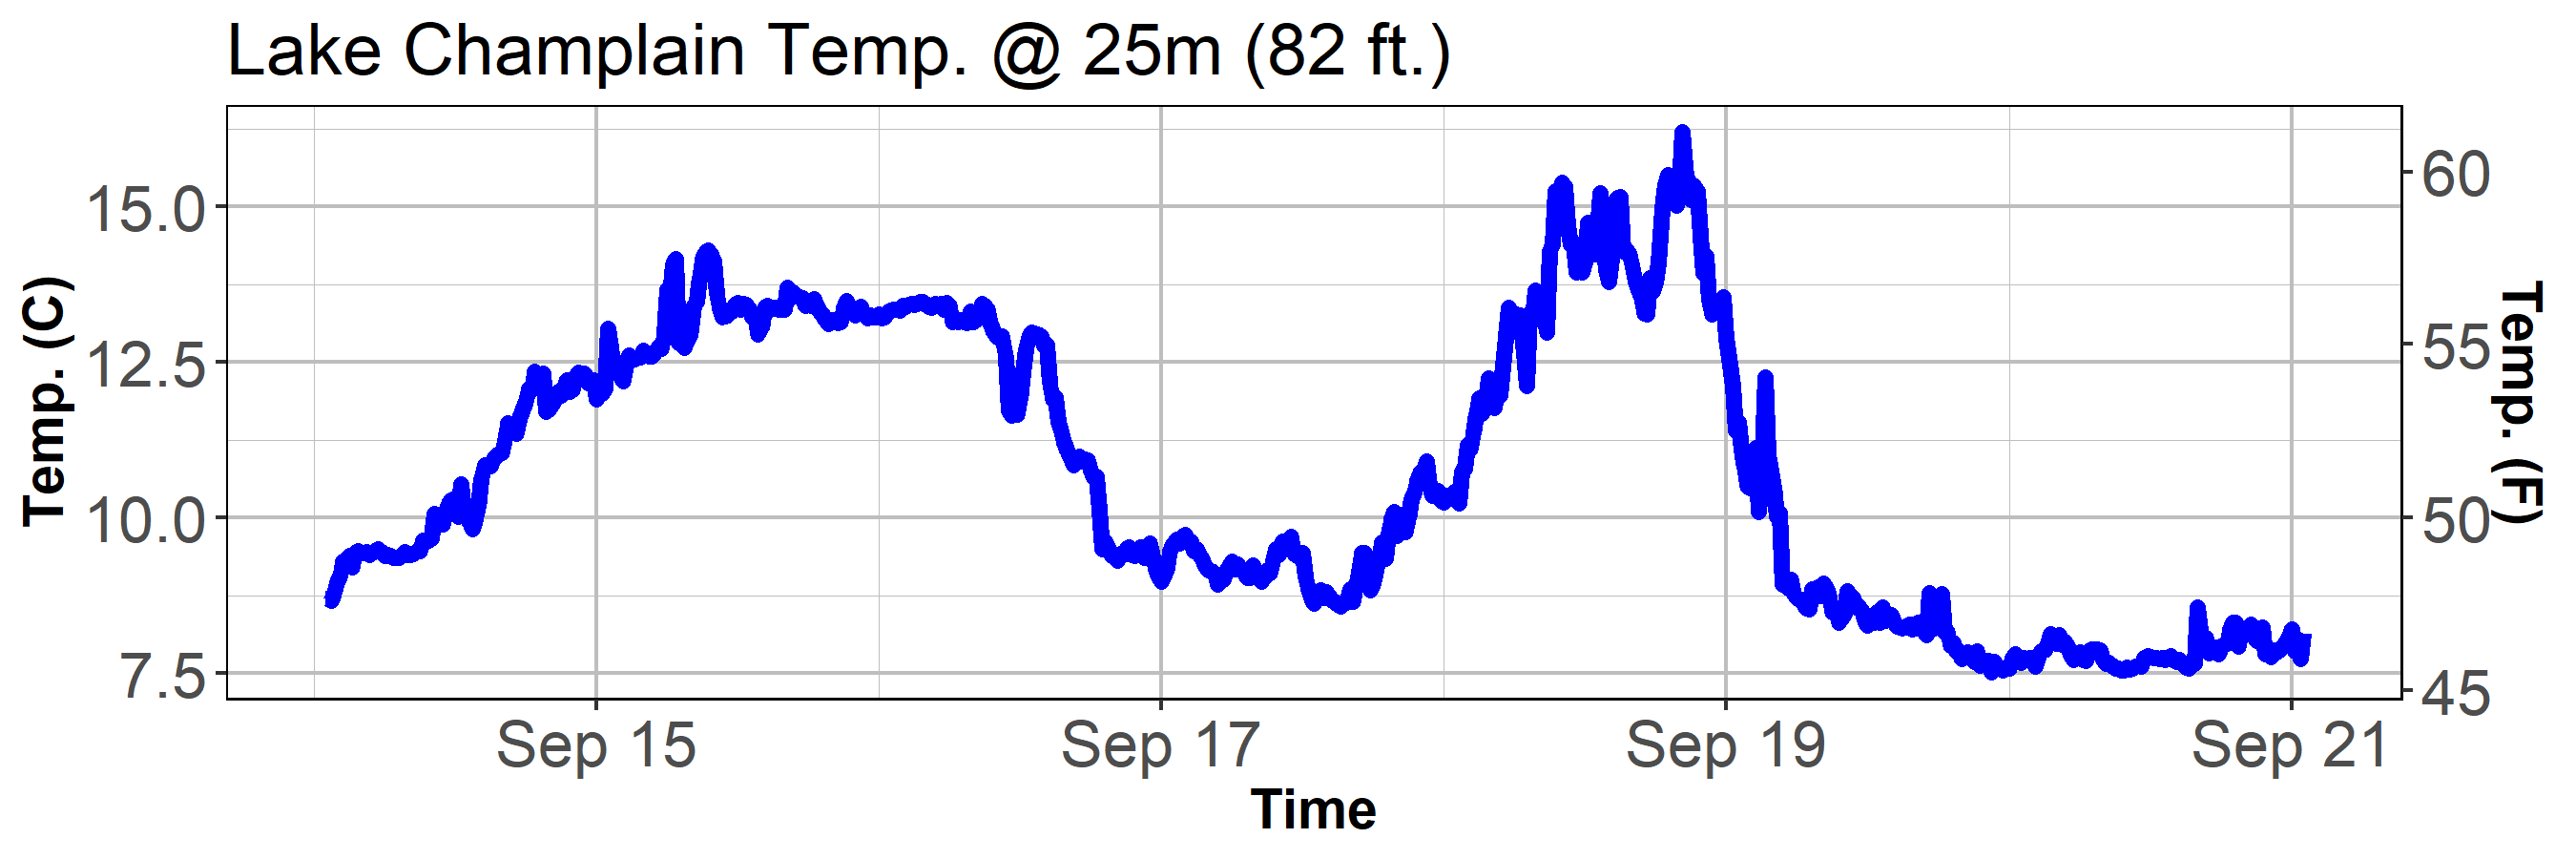 Lake Champlain Temp. @ 25m (82 ft.)
Temp. (C)
15.0
12.5
10.0
7.5
60
55
50
45
Temp. (F)
Sep 15 Sep 17 Sep 19 Sep 21
Time